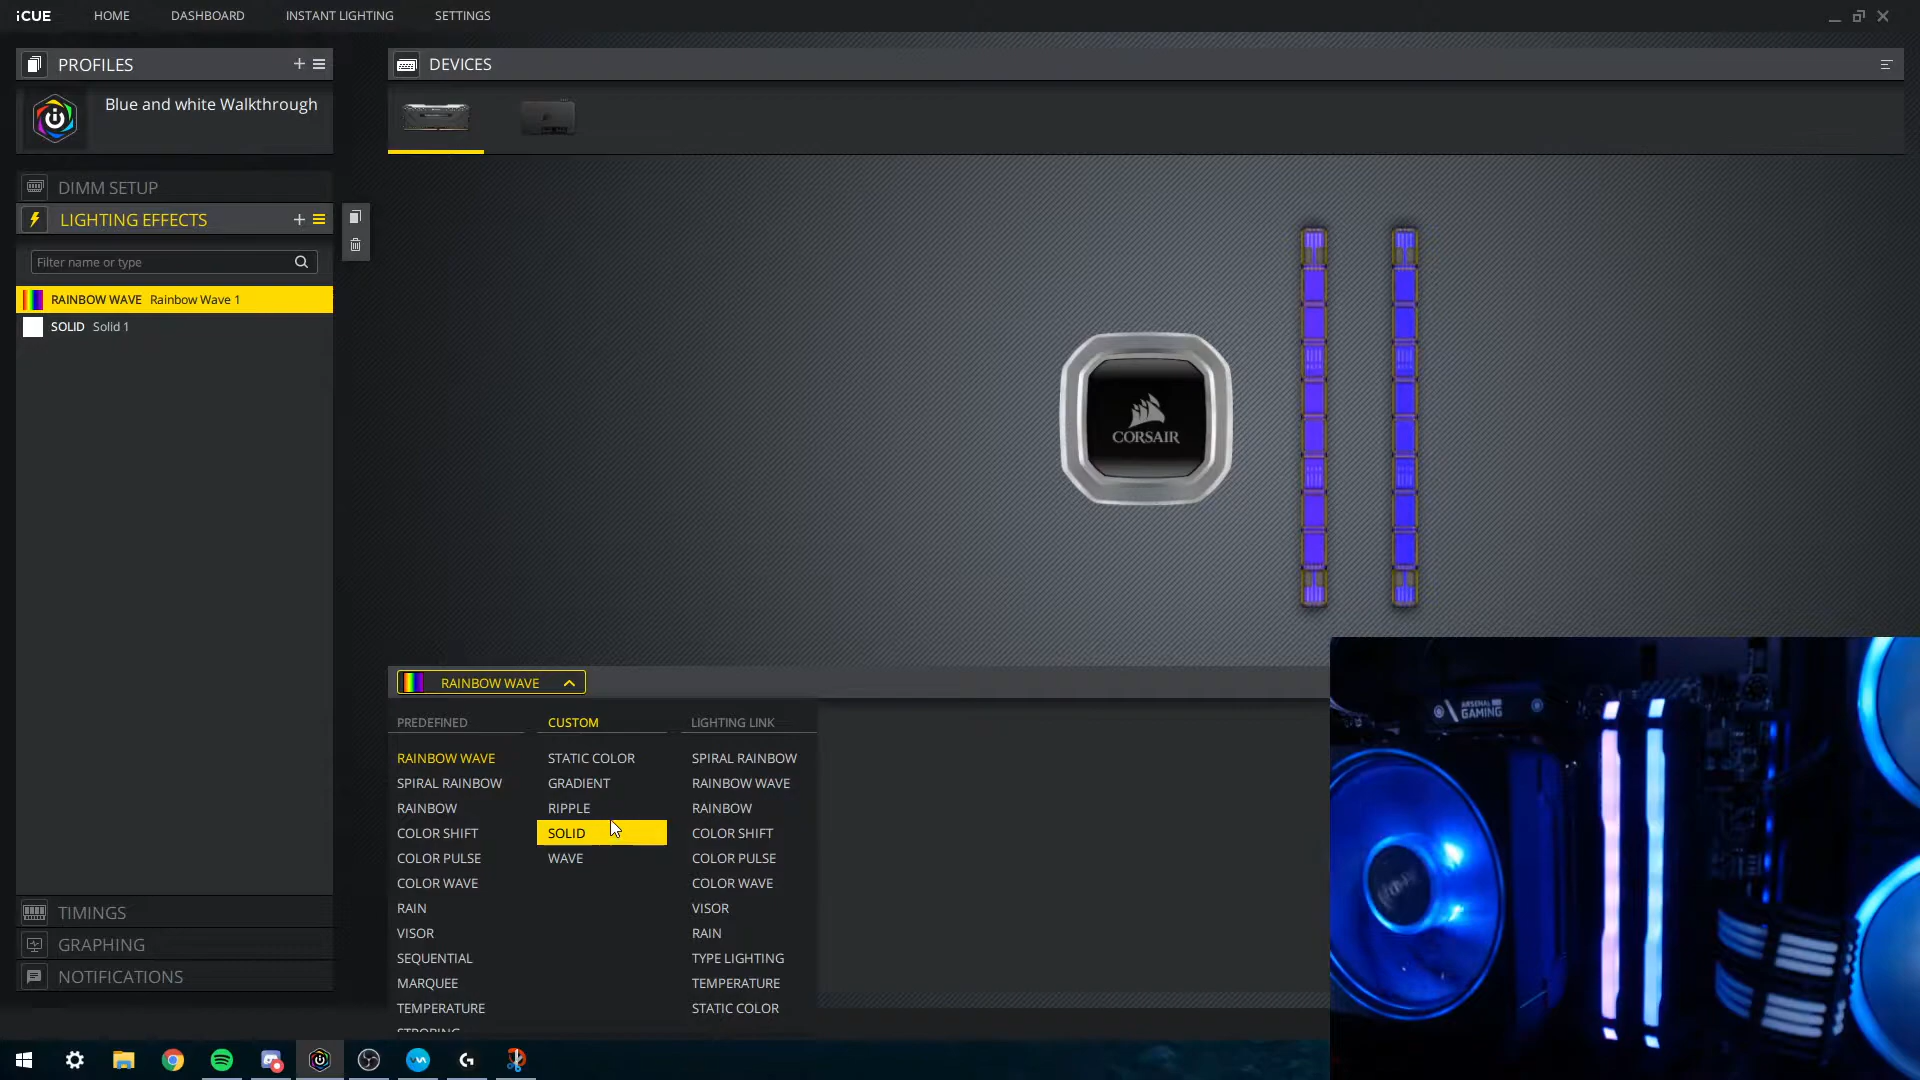 iCUE HOME DASHBOARD INSTANT LIGHTING SETTINGS
PROFILES
DEVICES
Blue and white Walkthrough
DIMM SETUP
LIGHTING EFFECTS
Filter name or type
RAINBOW WAVE Rainbow Wave 1
SOLID Solid 1
CORSAIR
RAINBOW WAVE
PREDEFINED CUSTOM LIGHTING LINK
RAINBOW WAVE STATIC COLOR SPIRAL RAINBOW
SPIRAL RAINBOW GRADIENT RAINBOW WAVE
RAINBOW RIPPLE RAINBOW
COLOR SHIFT SOLID COLOR SHIFT
COLOR PULSE WAVE COLOR PULSE
COLOR WAVE COLOR WAVE
RAIN VISOR
VISOR RAIN
SEQUENTIAL TYPE LIGHTING
MARQUEE TEMPERATURE
TEMPERATURE STATIC COLOR
TIMINGS
GRAPHING
NOTIFICATIONS
ARSENAL
GAMING